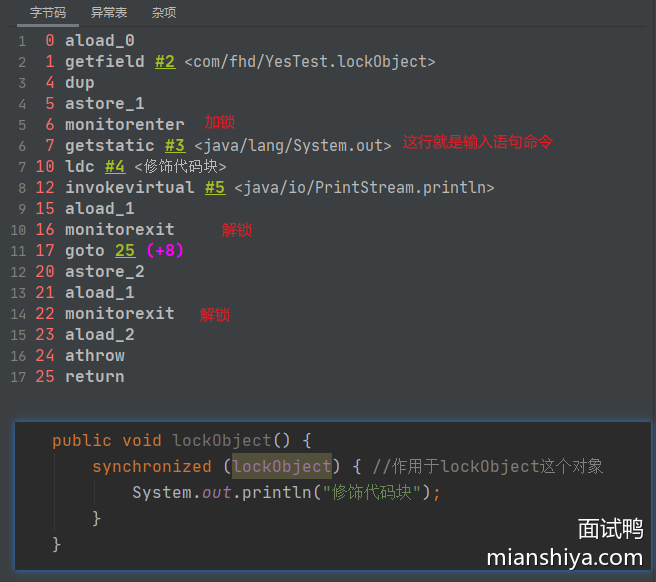 字节码 异常表 杂项
1 0 aload_0
2 1 getfield #2 <com/fhd/YesTest.lockObject>
3 4 dup
4 5 astore_1
5 6 monitorenter 加锁
6 7 getstatic #3 <java/lang/System.out> 这行就是输入语句命令
7 10 ldc #4 <修饰代码块>
8 12 invokevirtual #5 <java/io/PrintStream.println>
9 15 aload_1
10 16 monitorexit 解锁
11 17 goto 25 (+8)
12 20 astore_2
13 21 aload_1
14 22 monitorexit 解锁
15 23 aload_2
16 24 athrow
17 25 return
public void lockObject() {
synchronized (lockObject) { //作用于lockObject这个对象
System.out.println("修饰代码块");
}
}
面试鸭
mianshiya.com